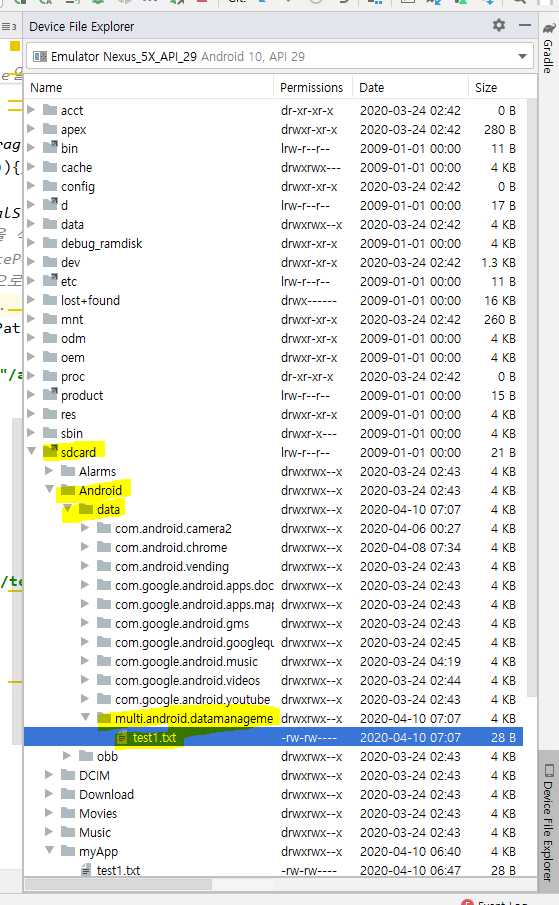 Device File Explorer
Emulator Nexus_5X_API_29 Android 10, API 29
Name Permissions Date Size
acct dr-xr-xr-x 2020-03-24 02:42 0 B
apex drwxr-xr-x 2020-03-24 02:42 280 B
bin lrw-r--r-- 2009-01-01 00:00 11 B
cache drwxrwx--- 2009-01-01 00:00 4 KB
config drwxr-xr-x 2020-03-24 02:42 0 B
d lrw-r--r-- 2009-01-01 00:00 17 B
data drwxrwx--x 2020-03-24 02:42 4 KB
debug_ramdisk drwxr-xr-x 2009-01-01 00:00 4 KB
dev drwxr-xr-x 2020-03-24 02:42 1.3 KB
etc lrw-r--r-- 2009-01-01 00:00 11 B
lost+found drwx------ 2009-01-01 00:00 16 KB
mnt drwxr-xr-x 2020-03-24 02:42 260 B
odm drwxr-xr-x 2009-01-01 00:00 4 KB
oem drwxr-xr-x 2009-01-01 00:00 4 KB
proc dr-xr-xr-x 2020-03-24 02:42 0 B
product lrw-r--r-- 2009-01-01 00:00 15 B
res drwxr-xr-x 2009-01-01 00:00 4 KB
sbin drwxr-x--- 2009-01-01 00:00 4 KB
sdcard lrw-r--r-- 2009-01-01 00:00 21 B
Alarms drwxrwx--x 2020-03-24 02:43 4 KB
Android drwxrwx--x 2020-03-24 02:43 4 KB
data drwxrwx--x 2020-04-10 07:07 4 KB
com.android.camera2 drwxrwx--x 2020-04-06 00:27 4 KB
com.android.chrome drwxrwx--x 2020-04-08 07:34 4 KB
com.android.vending drwxrwx--x 2020-03-24 02:43 4 KB
com.google.android.apps.doc drwxrwx--x 2020-03-24 02:43 4 KB
com.google.android.apps.map drwxrwx--x 2020-03-24 02:43 4 KB
com.google.android.gms drwxrwx--x 2020-03-24 02:43 4 KB
com.google.android.googlequ drwxrwx--x 2020-03-24 02:45 4 KB
com.google.android.music drwxrwx--x 2020-03-24 04:19 4 KB
com.google.android.videos drwxrwx--x 2020-03-24 02:44 4 KB
com.google.android.youtube drwxrwx--x 2020-03-24 02:43 4 KB
multi.android.datamanageme drwxrwx--x 2020-04-10 07:07 4 KB
test1.txt -rw-rw---- 2020-04-10 07:07 28 B
obb drwxrwx--x 2020-03-24 02:43 4 KB
DCIM drwxrwx--x 2020-03-24 02:43 4 KB
Download drwxrwx--x 2020-03-24 02:43 4 KB
Movies drwxrwx--x 2020-03-24 02:43 4 KB
Music drwxrwx--x 2020-03-24 02:43 4 KB
myApp drwxrwx--x 2020-04-10 06:40 4 KB
test1.txt -rw-rw---- 2020-04-10 06:47 28 B
Gradle
Device File Explorer
Event Log